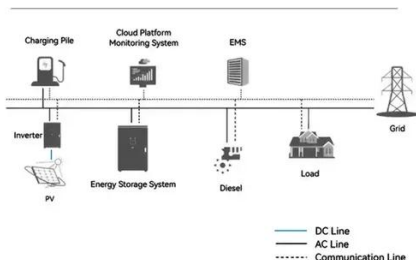 Charging Pile
Cloud Platform
Monitoring System
EMS
Grid
Inverter
PV
Energy Storage System
Diesel
Load
DC Line
AC Line
Communication Line